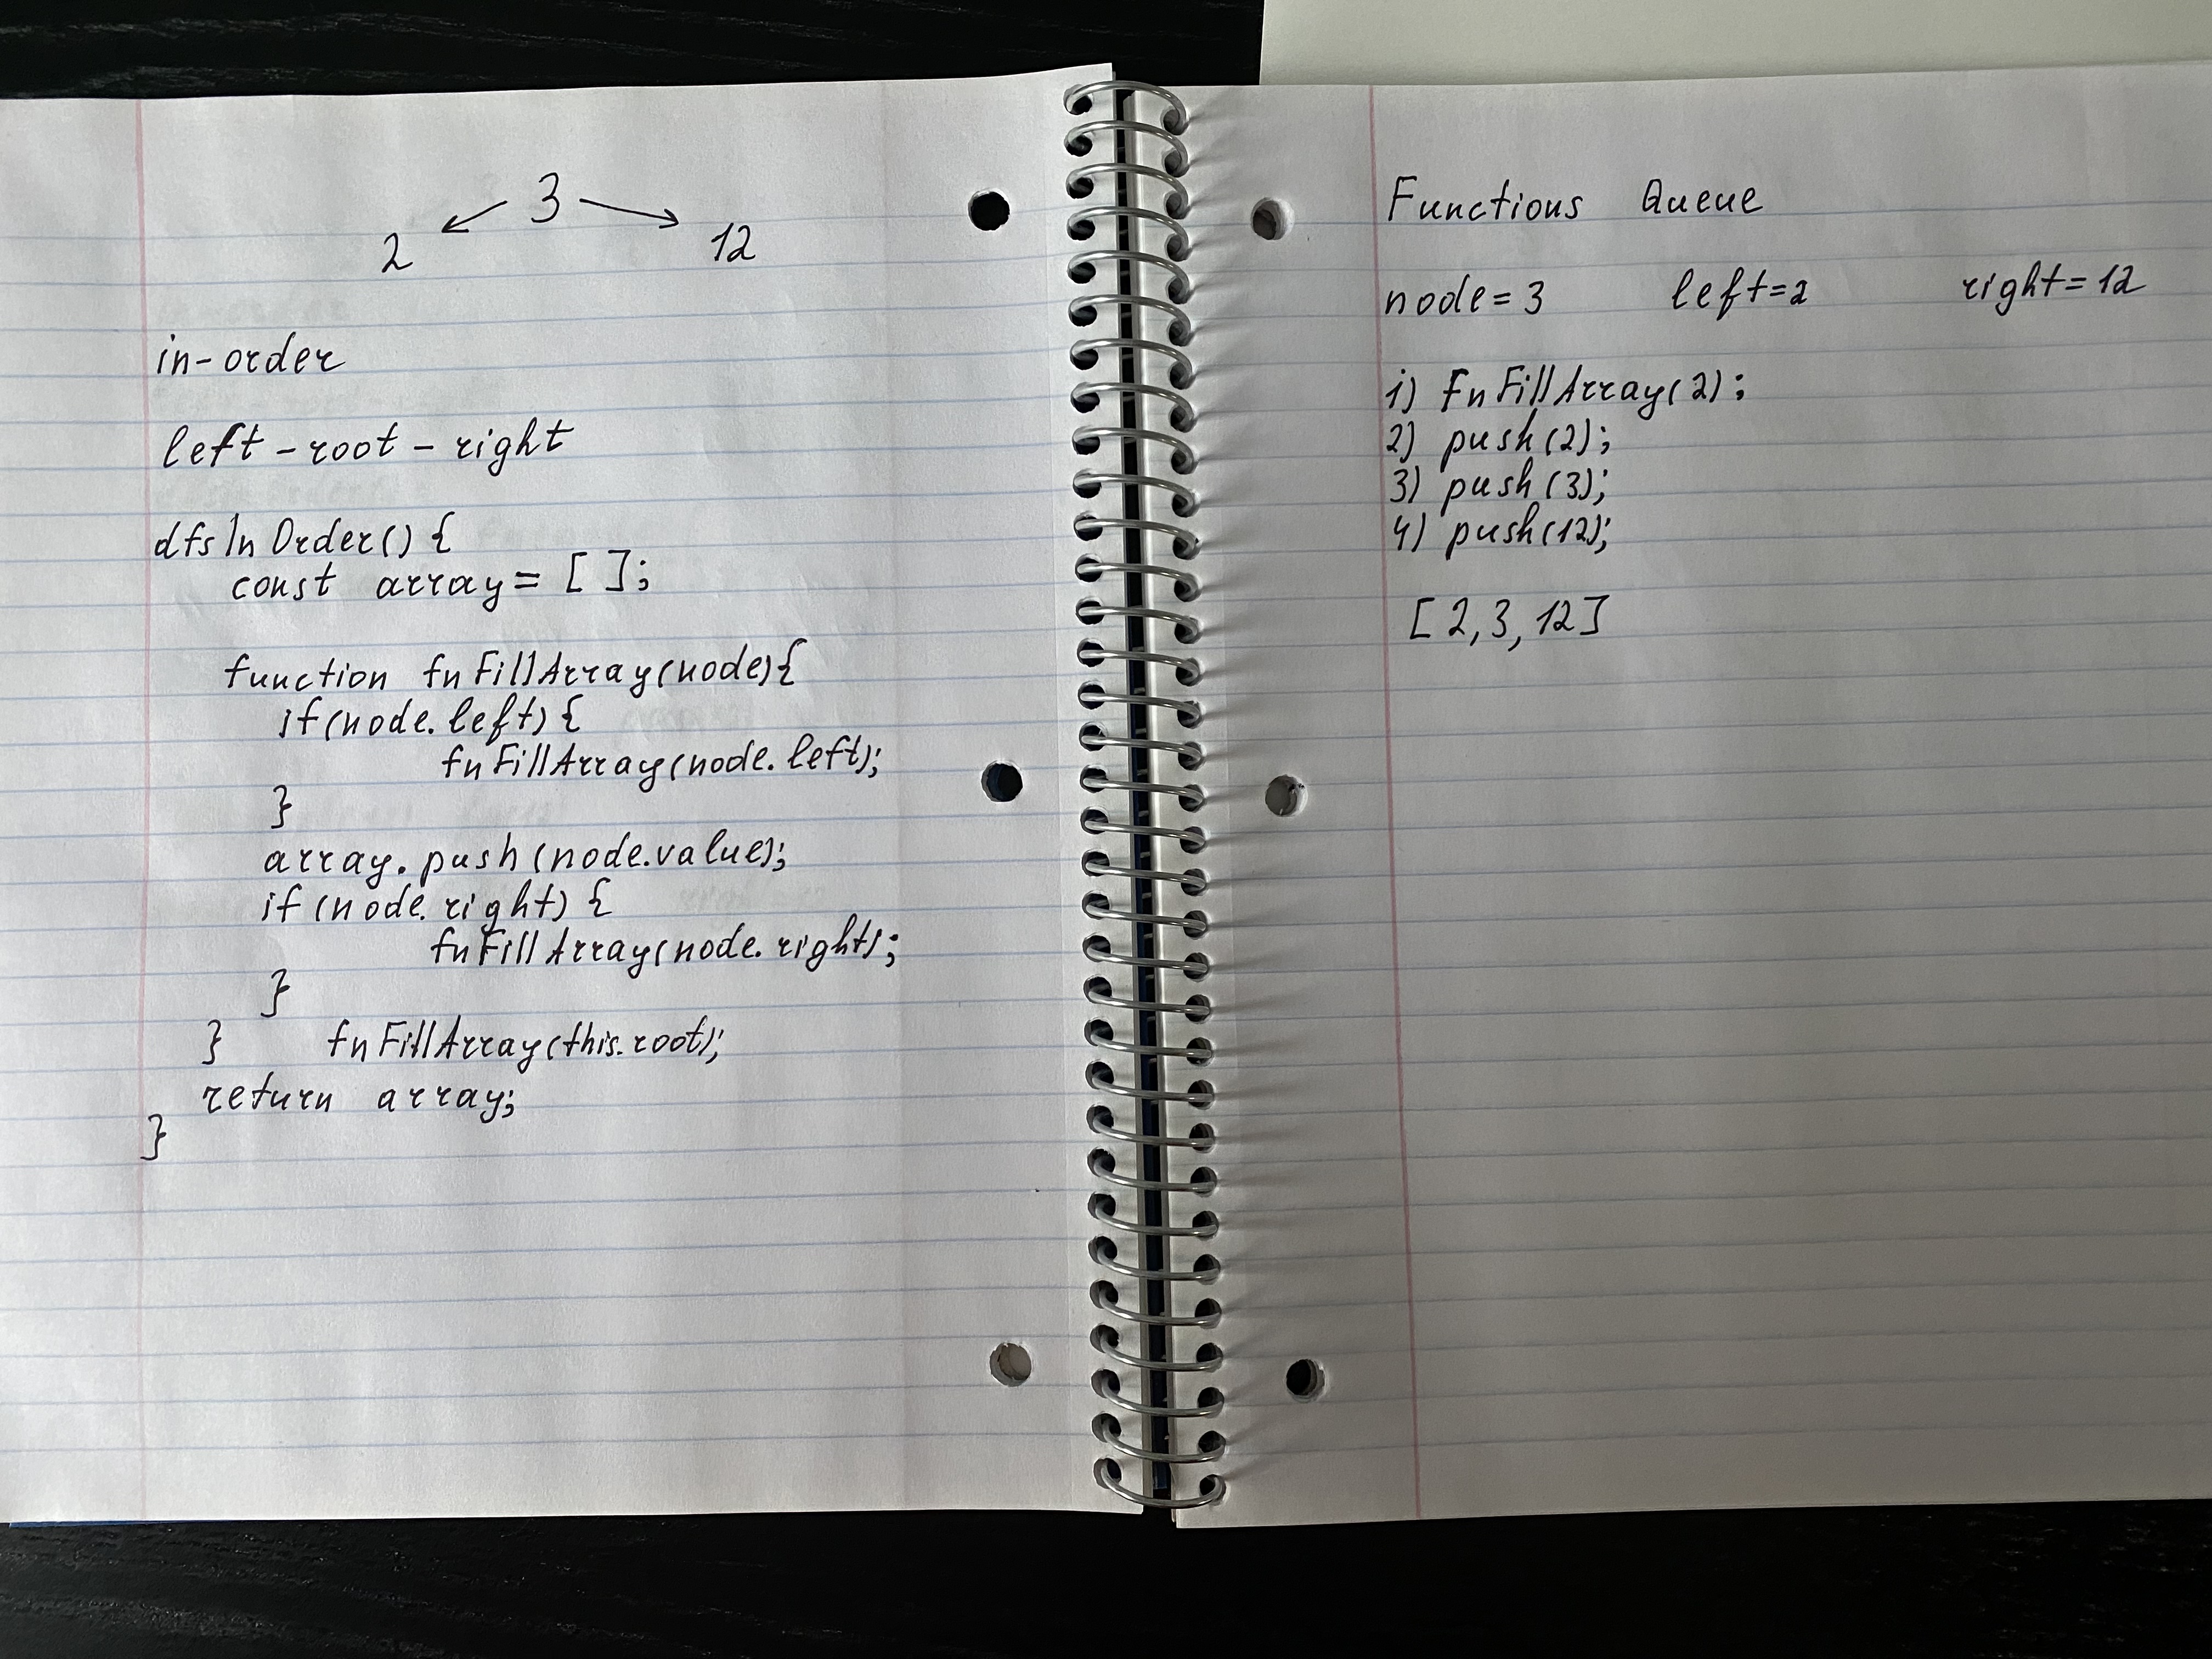 3
2 12
in-order
left - root - right
dfsInOrder() {
const array = [ ];
function fnFillArray(node){
if(node.left) {
fnFillArray(node.left);
}
array.push(node.value);
if(node.right) {
fnFillArray(node.right);
}
} fnFillArray(this.root);
return array;
}
Functions Queue
node=3 left=2 right=12
1) fnFillArray(2);
2) push(2);
3) push(3);
4) push(12);
[2,3,12]